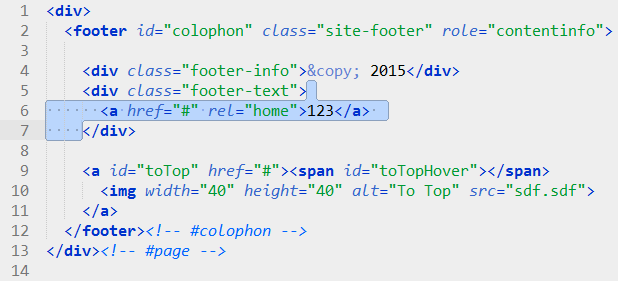 1 <div>
2   <footer id="colophon" class="site-footer" role="contentinfo">
3
4     <div class="footer-info">&copy; 2015</div>
5     <div class="footer-text">
6       <a href="#" rel="home">123</a>
7     </div>
8
9     <a id="toTop" href="#"><span id="toTopHover"></span>
10       <img width="40" height="40" alt="To Top" src="sdf.sdf">
11     </a>
12   </footer><!-- #colophon -->
13 </div><!-- #page -->
14